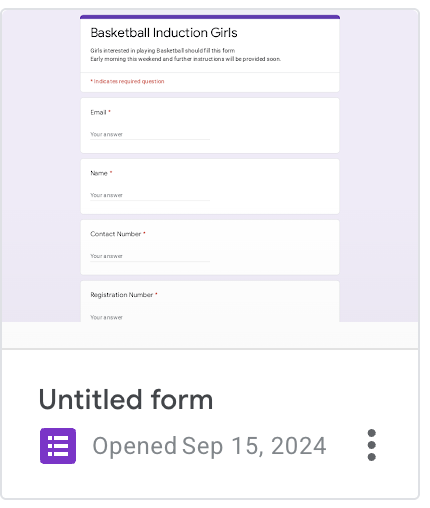 Basketball Induction Girls
Girls interested in playing Basketball should fill this form
Early morning this weekend and further instructions will be provided soon.
* Indicates required question
Email *
Your answer
Name *
Your answer
Contact Number *
Your answer
Registration Number *
Your answer
Untitled form
Opened Sep 15, 2024